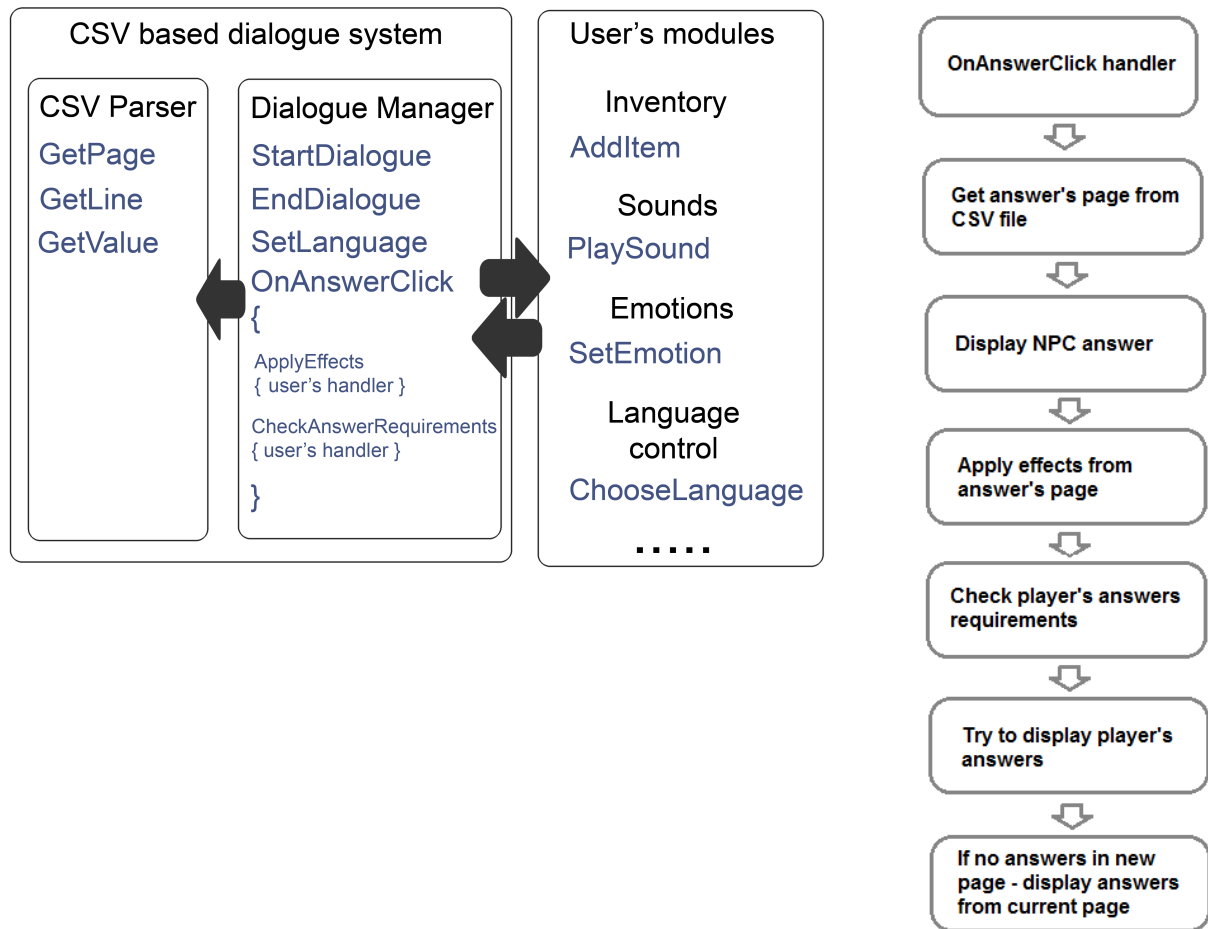 CSV based dialogue system
CSV Parser
GetPage
GetLine
GetValue
Dialogue Manager
StartDialogue
EndDialogue
SetLanguage
OnAnswerClick
{
ApplyEffects
{ user's handler }
CheckAnswerRequirements
{ user's handler }
}
User's modules
Inventory
AddItem
Sounds
PlaySound
Emotions
SetEmotion
Language
control
ChooseLanguage
.....
OnAnswerClick handler
Get answer's page from
CSV file
Display NPC answer
Apply effects from
answer's page
Check player's answers
requirements
Try to display player's
answers
If no answers in new
page - display answers
from current page